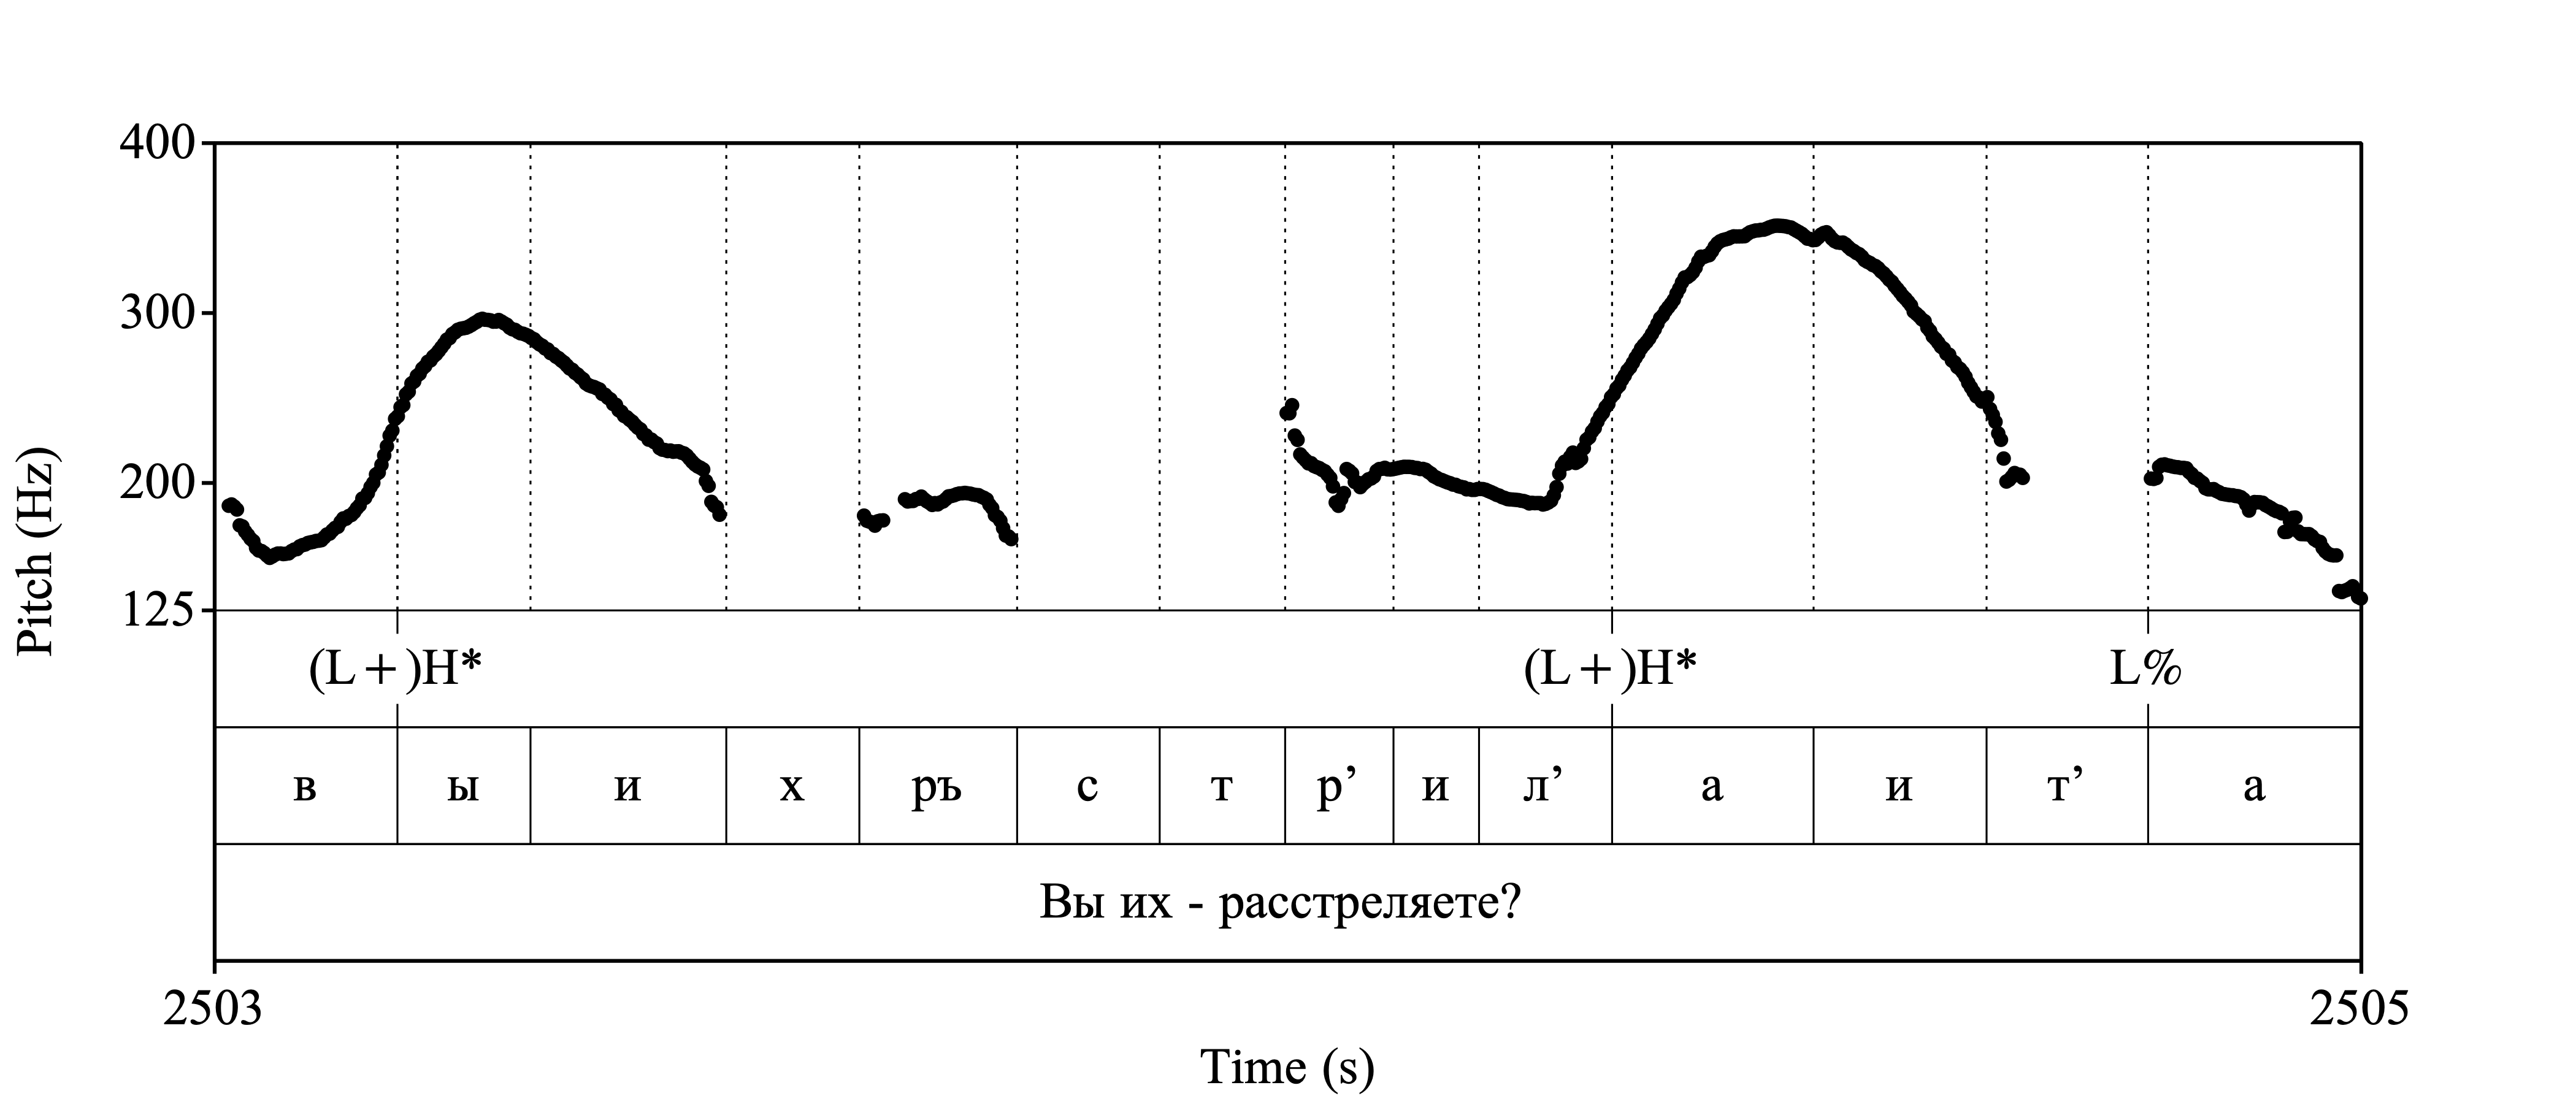 400
300
200
125
Pitch (Hz)
(L+)H* (L+)H* L%
в ы и х ръ с т р’ и л’ а и т’ а
Вы их - расстреляете?
2503 2505
Time (s)